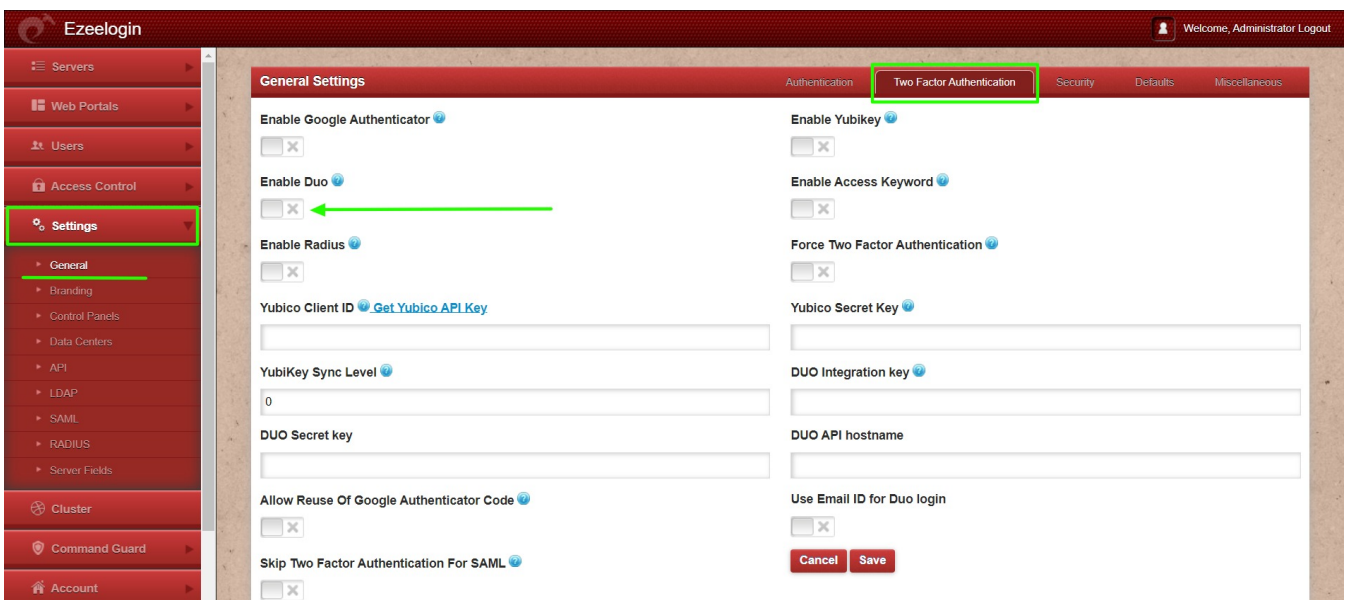 Ezeelogin
Welcome, Administrator Logout
Servers
Web Portals
Users
Access Control
Settings
General
Branding
Control Panels
Data Centers
API
LDAP
SAML
RADIUS
Server Fields
Cluster
Command Guard
Account
General Settings
Authentication
Two Factor Authentication
Security
Defaults
Miscellaneous
Enable Google Authenticator
Enable Yubikey
Enable Duo
Enable Access Keyword
Enable Radius
Force Two Factor Authentication
Yubico Client ID Get Yubico API Key
Yubico Secret Key
YubiKey Sync Level
DUO Integration key
0
DUO Secret key
DUO API hostname
Allow Reuse Of Google Authenticator Code
Use Email ID for Duo login
Skip Two Factor Authentication For SAML
Cancel
Save